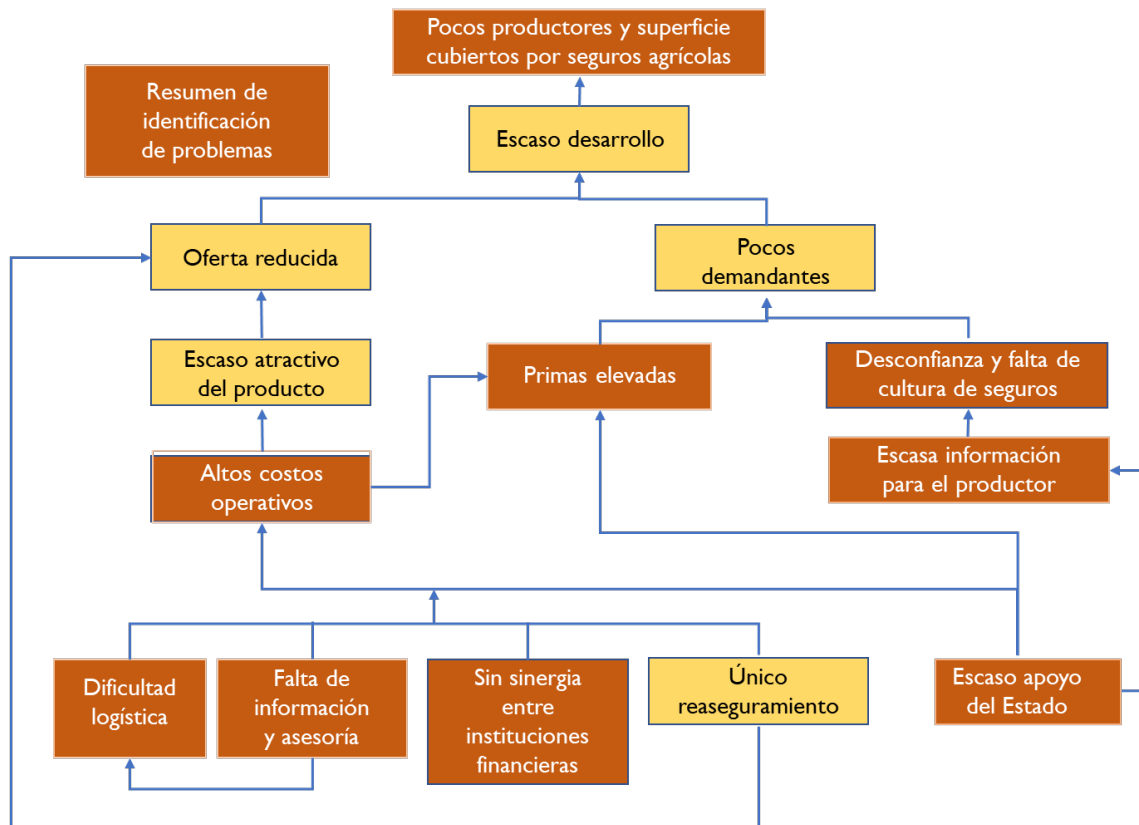 Pocos productores y superficie
cubiertos por seguros agrícolas
Resumen de
identificación
de problemas
Escaso desarrollo
Oferta reducida
Pocos
demandantes
Escaso atractivo
del producto
Primas elevadas
Desconfianza y falta de
cultura de seguros
Altos costos
operativos
Escasa información
para el productor
Dificultad
logística
Falta de
información
y asesoría
Sin sinergia
entre
instituciones
financieras
Único
reaseguramiento
Escaso apoyo
del Estado